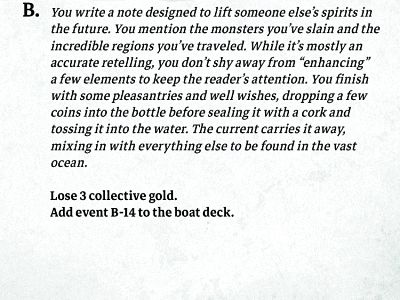 B. You write a note designed to lift someone else's spirits in
the future. You mention the monsters you've slain and the
incredible regions you've traveled. While it's mostly an
accurate retelling, you don't shy away from “enhancing”
a few elements to keep the reader's attention. You finish
with some pleasantries and well wishes, dropping a few
coins into the bottle before sealing it with a cork and
tossing it into the water. The current carries it away,
mixing in with everything else to be found in the vast
ocean.
Lose 3 collective gold.
Add event B-14 to the boat deck.